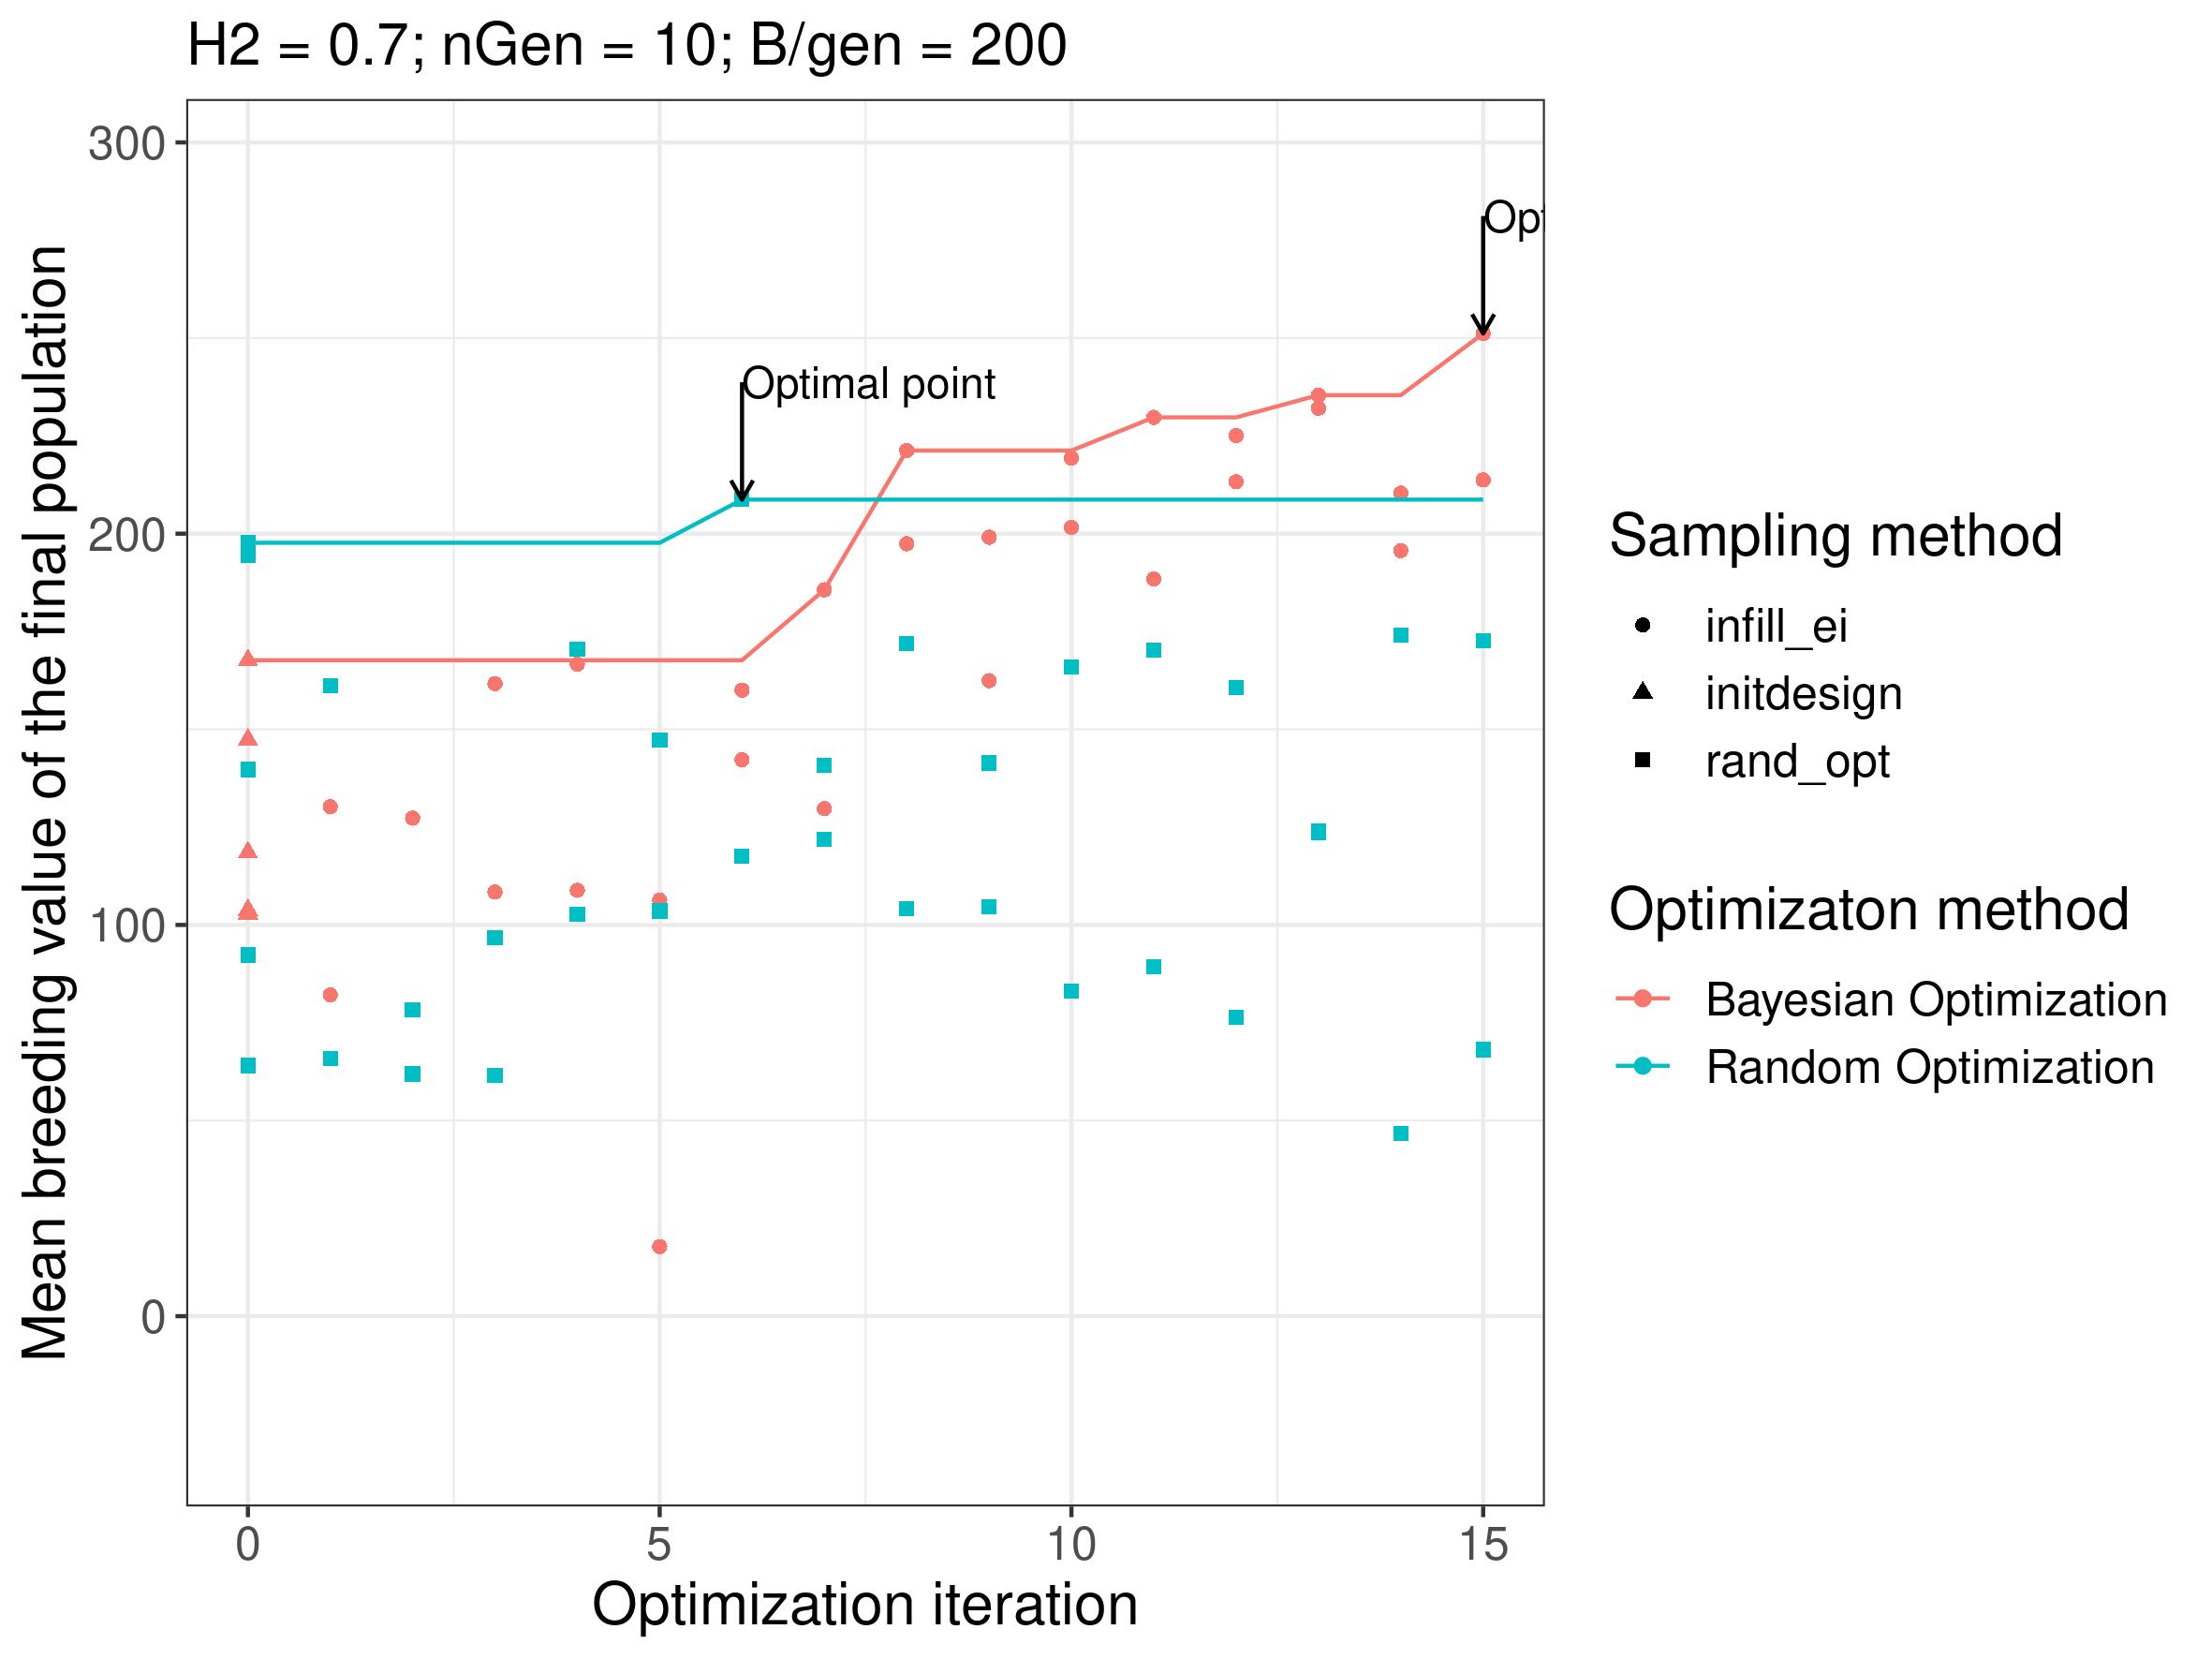 H2 = 0.7; nGen = 10; B/gen = 200
Mean breeding value of the final population
300
200
100
0
Opt
Optimal point
0
5
10
15
Optimization iteration
Sampling method
infill_ei
initdesign
rand_opt
Optimizaton method
Bayesian Optimization
Random Optimization